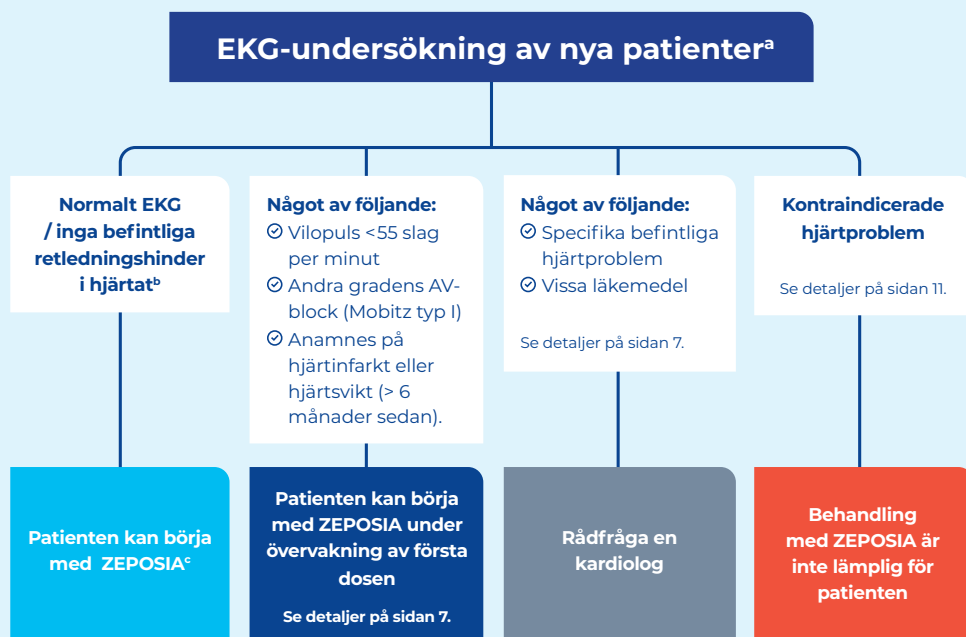 EKG-undersökning av nya patienterᵃ
Normalt EKG
/ inga befintliga
retledningshinder
i hjärtatᵇ
Något av följande:
Vilopuls <55 slag
per minut
Andra gradens AV-
block (Mobitz typ I)
Anamnes på
hjärtinfarkt eller
hjärtsvikt (> 6
månader sedan).
Något av följande:
Specifika befintliga
hjärtproblem
Vissa läkemedel
Se detaljer på sidan 7.
Kontraindicerade
hjärtproblem
Se detaljer på sidan 11.
Patienten kan börja
med ZEPOSIAᶜ
Patienten kan börja
med ZEPOSIA under
övervakning av första
dosen
Se detaljer på sidan 7.
Rådfråga en
kardiolog
Behandling
med ZEPOSIA är
inte lämplig för
patienten